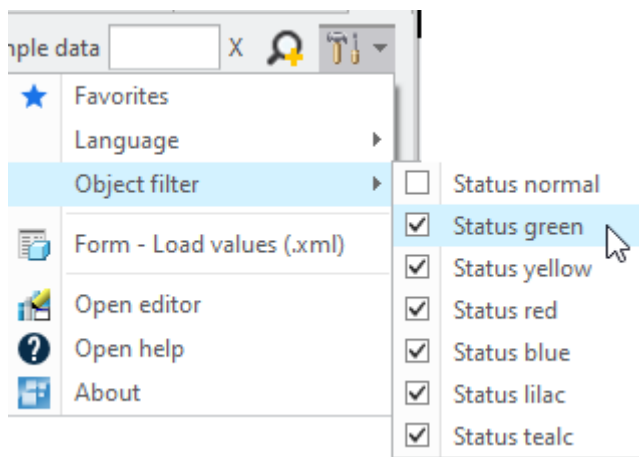 mple data X
Favorites
Language
Object filter
Form - Load values (.xml)
Open editor
Open help
About
Status normal
Status green
Status yellow
Status red
Status blue
Status lilac
Status tealc